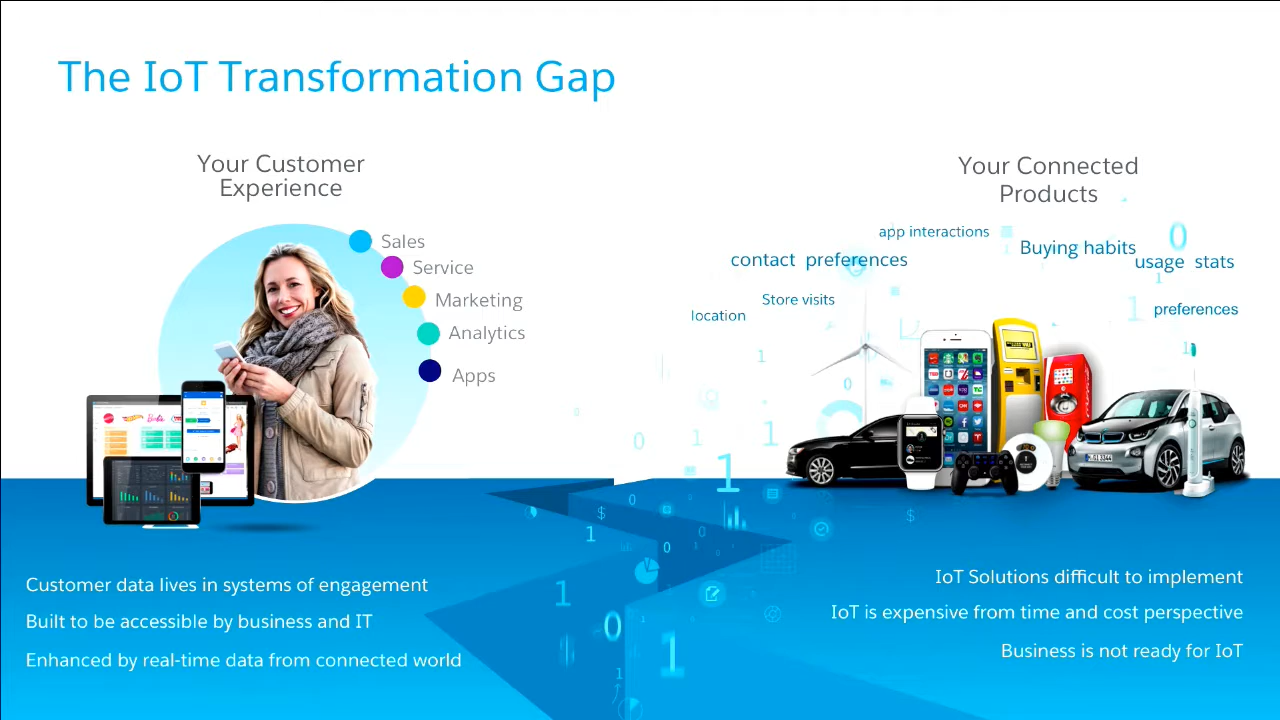 The IoT Transformation Gap
Your Customer
Experience
Sales
Service
Marketing
Analytics
Apps
Your Connected
Products
app interactions
Buying habits
contact preferences
usage stats
Store visits
location
preferences
Customer data lives in systems of engagement
Built to be accessible by business and IT
Enhanced by real-time data from connected world
IoT Solutions difficult to implement
IoT is expensive from time and cost perspective
Business is not ready for IoT